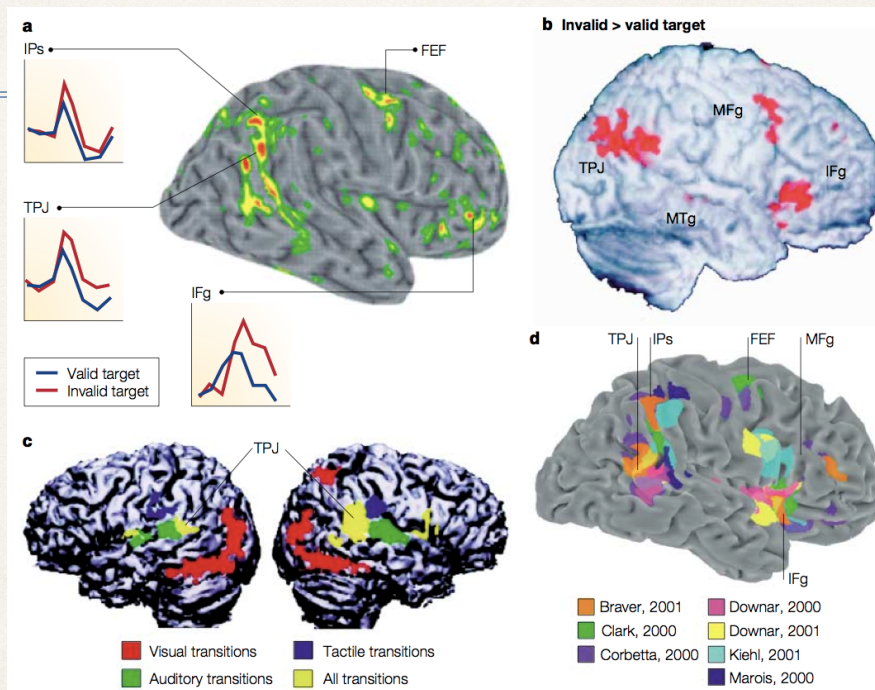 a
IPs
FEF
TPJ
IFg
Valid target
Invalid target
b Invalid > valid target
MFg
TPJ
IFg
MTg
c
TPJ
Visual transitions
Tactile transitions
Auditory transitions
All transitions
d
TPJ IPs FEF MFg
IFg
Braver, 2001
Downar, 2000
Clark, 2000
Downar, 2001
Corbetta, 2000
Kiehl, 2001
Marois, 2000